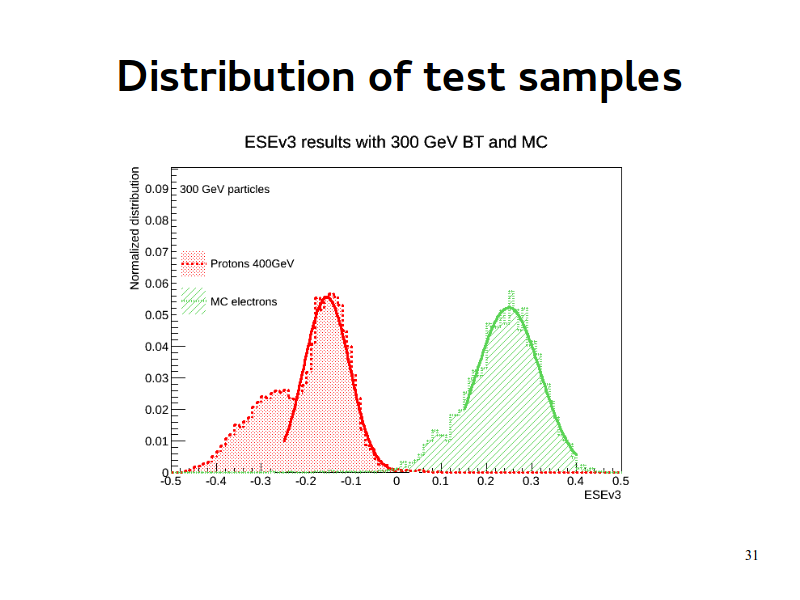 Distribution of test samples
ESEv3 results with 300 GeV BT and MC
Normalized distribution
0.09
0.08
0.07
0.06
0.05
0.04
0.03
0.02
0.01
0
300 GeV particles
Protons 400GeV
MC electrons
-0.5 -0.4 -0.3 -0.2 -0.1 0 0.1 0.2 0.3 0.4 0.5
ESEv3
31